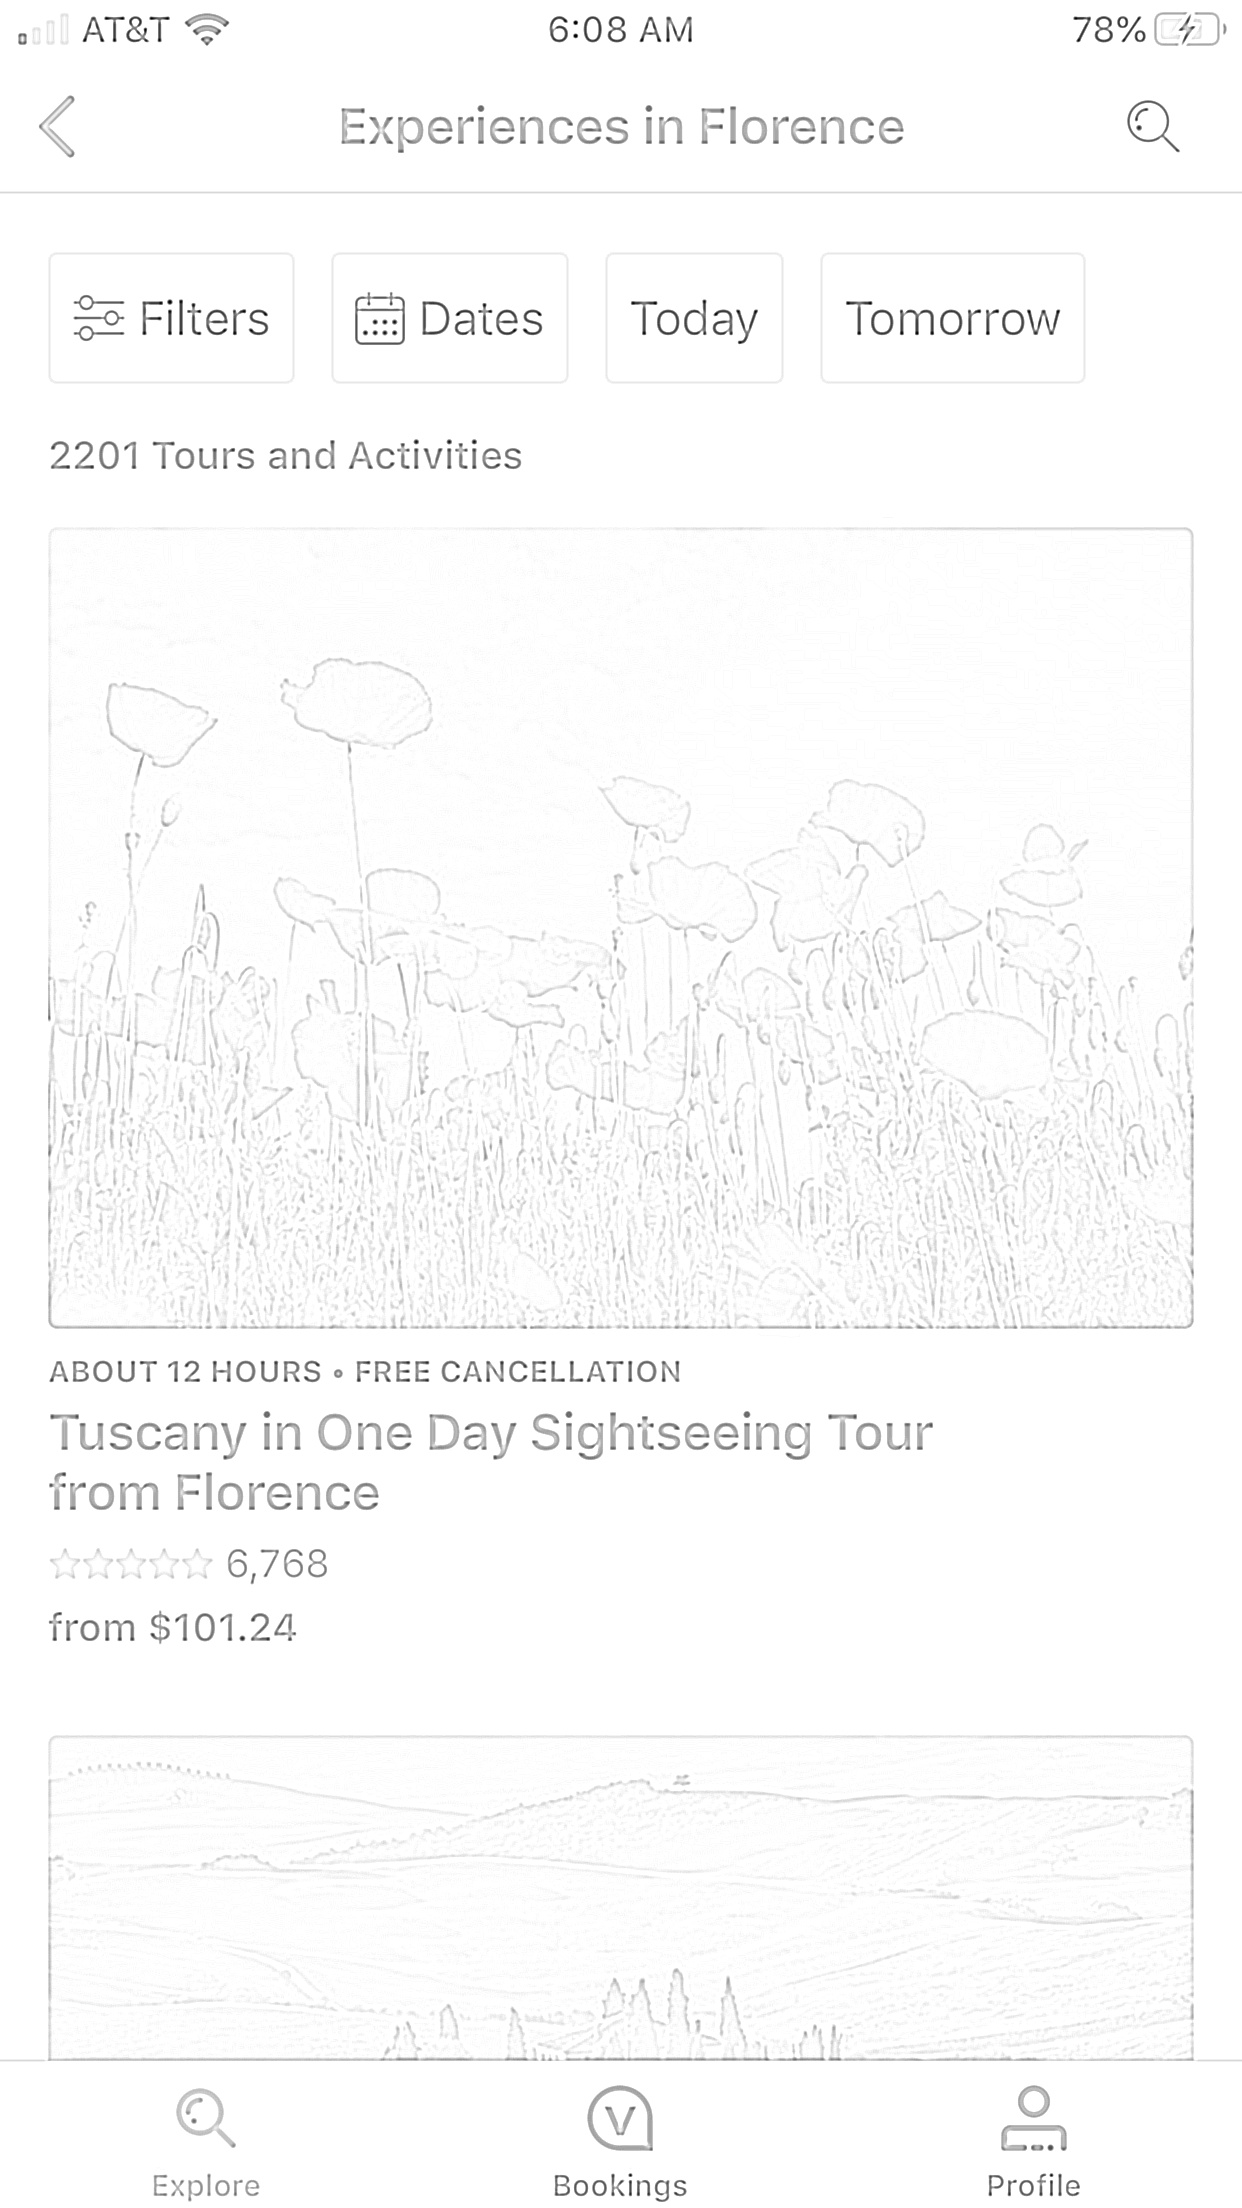 AT&T 6:08 AM 78%
Experiences in Florence
Filters Dates Today Tomorrow
2201 Tours and Activities
ABOUT 12 HOURS • FREE CANCELLATION
Tuscany in One Day Sightseeing Tour
from Florence
6,768
from $101.24
V
Explore Bookings Profile